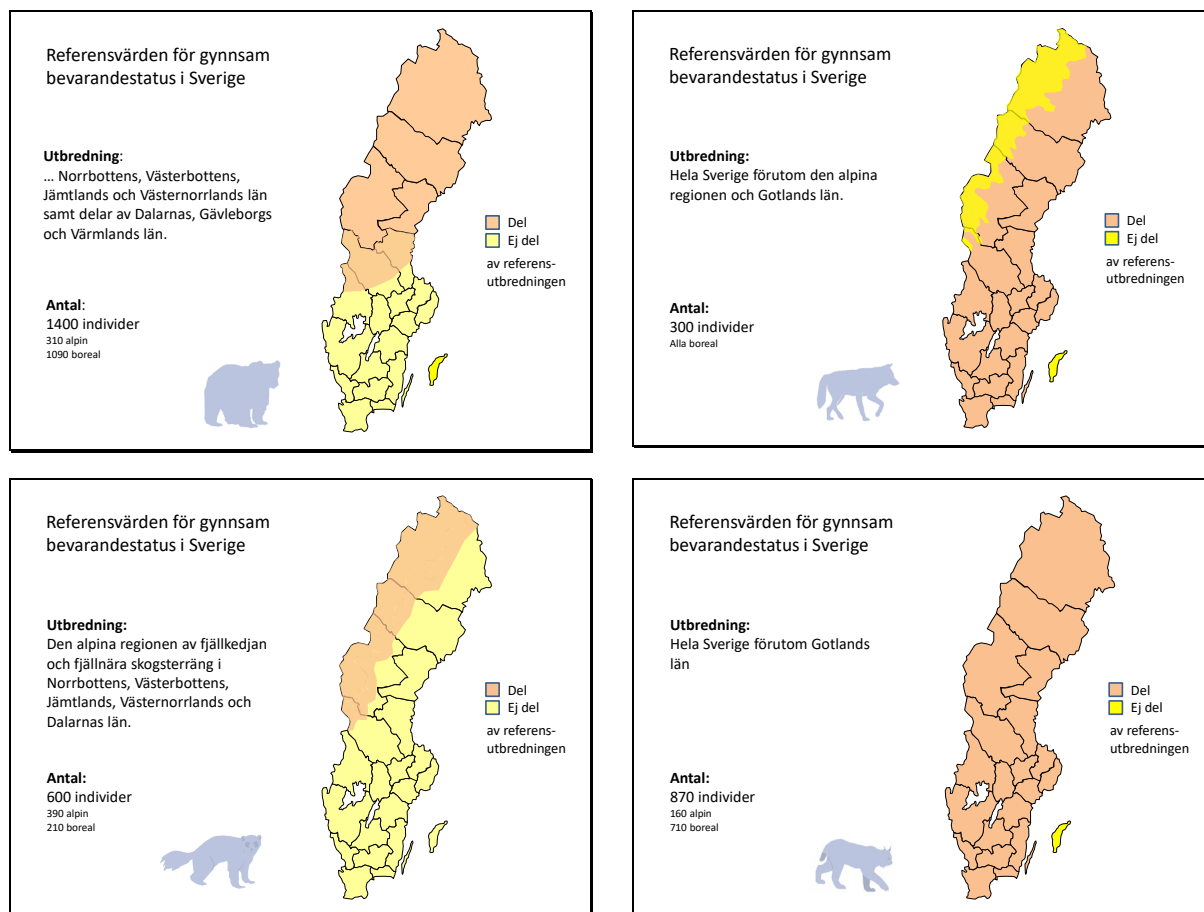 Referensvärden för gynnsam
bevarandestatus i Sverige
Utbredning:
... Norrbottens, Västerbottens,
Jämtlands och Västernorrlands län
samt delar av Dalarnas, Gävleborgs
och Värmlands län.
Del
Ej del
av referens-
utbredningen
Antal:
1400 individer
310 alpin
1090 boreal
Referensvärden för gynnsam
bevarandestatus i Sverige
Utbredning:
Hela Sverige förutom den alpina
regionen och Gotlands län.
Del
Ej del
av referens-
utbredningen
Antal:
300 individer
Alla boreal
Referensvärden för gynnsam
bevarandestatus i Sverige
Utbredning:
Den alpina regionen av fjällkedjan
och fjällnära skogsterräng i
Norrbottens, Västerbottens,
Jämtlands, Västernorrlands och
Dalarnas län.
Del
Ej del
av referens-
utbredningen
Antal:
600 individer
390 alpin
210 boreal
Referensvärden för gynnsam
bevarandestatus i Sverige
Utbredning:
Hela Sverige förutom Gotlands
län
Del
Ej del
av referens-
utbredningen
Antal:
870 individer
160 alpin
710 boreal